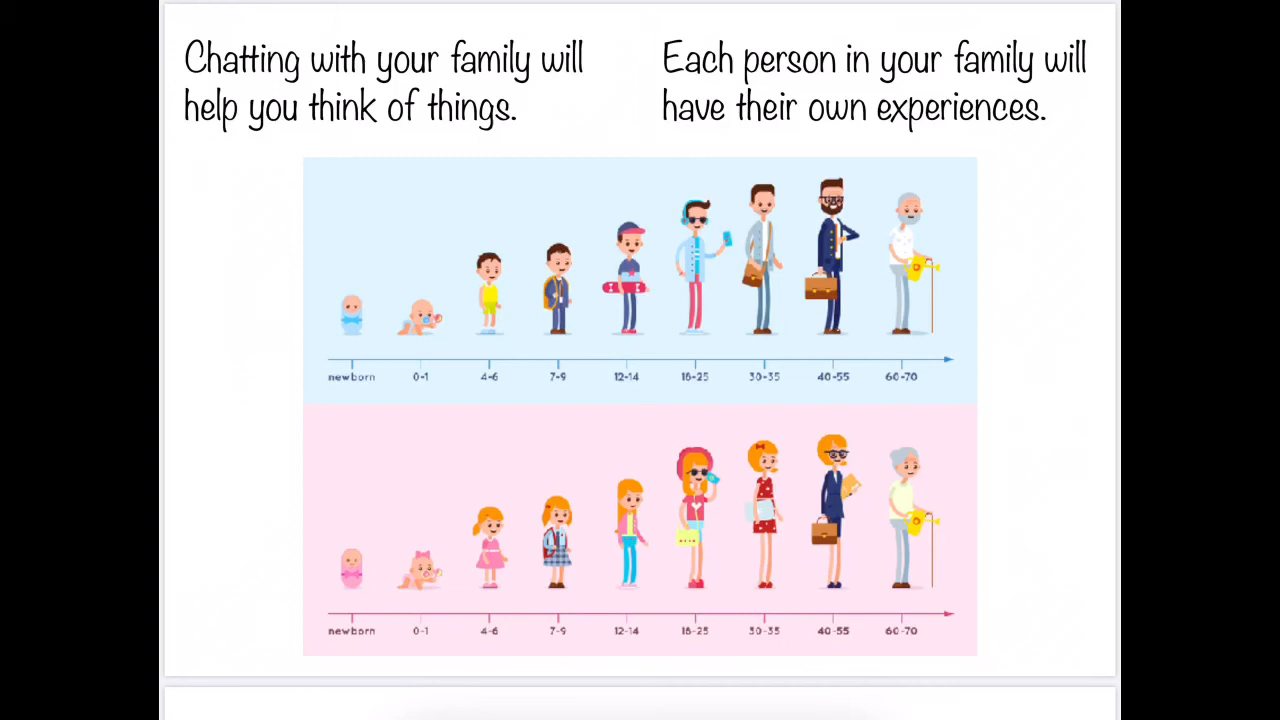 Chatting with your family will
help you think of things.
Each person in your family will
have their own experiences.
newborn 0-1 4-6 7-9 12-14 18-25 30-35 40-55 60-70
newborn 0-1 4-6 7-9 12-14 18-25 30-35 40-55 60-70